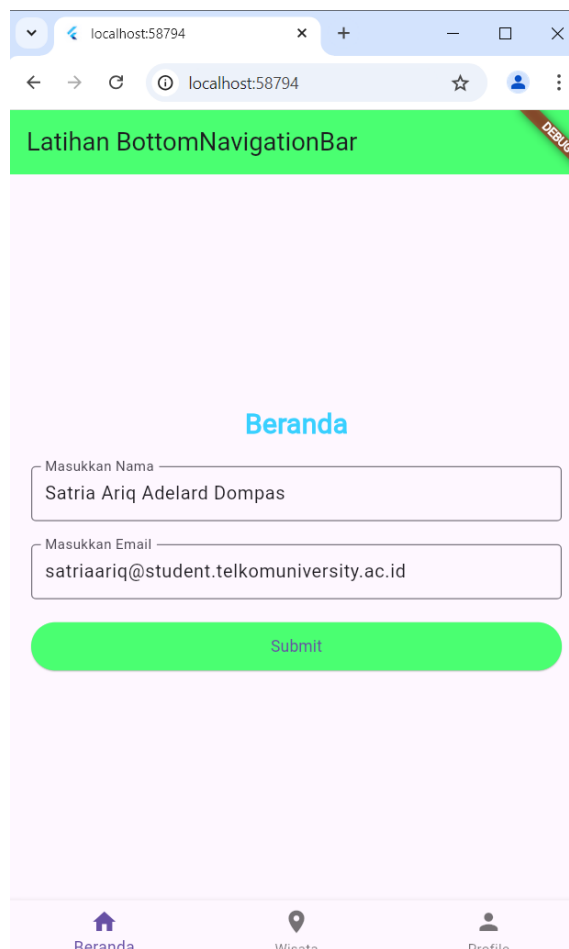 localhost:58794
localhost:58794
Latihan BottomNavigationBar
DEBUG
Beranda
Masukkan Nama
Satria Ariq Adelard Dompas
Masukkan Email
satriaariq@student.telkomuniversity.ac.id
Submit
Beranda
Wisata
Profile